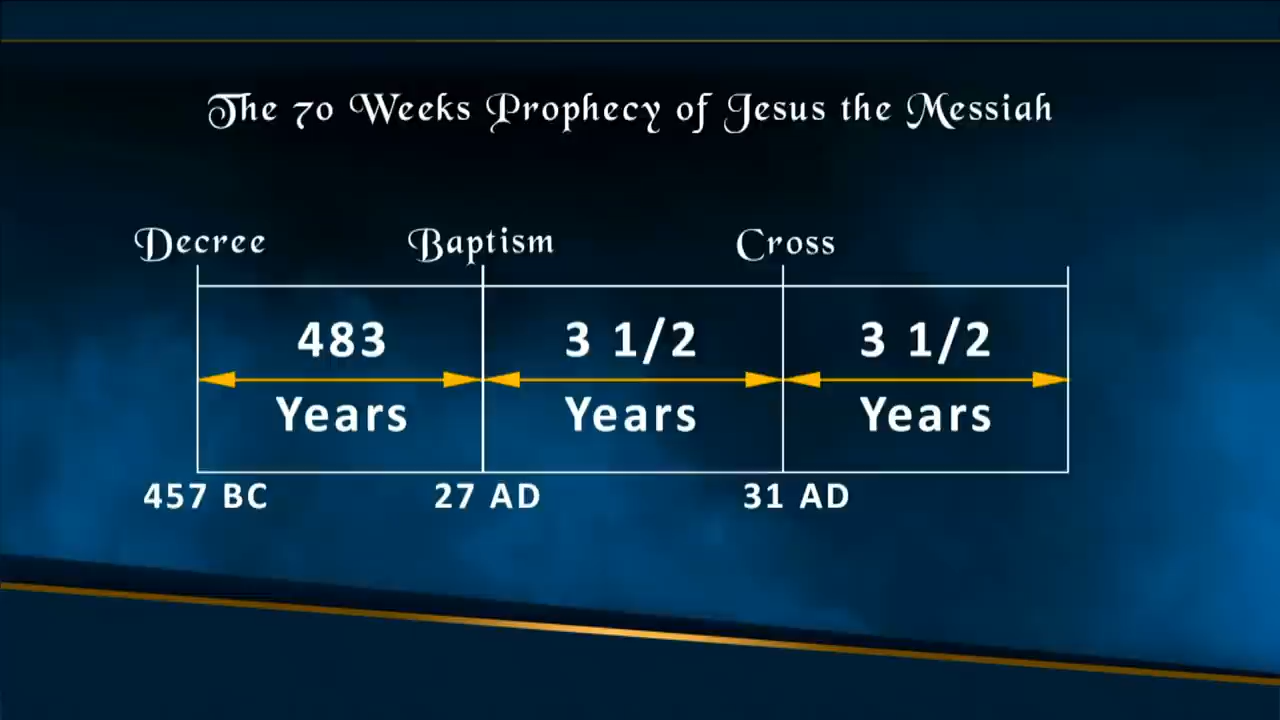 The 70 Weeks Prophecy of Jesus the Messiah
Decree Baptism Cross
483 3 1/2 3 1/2
Years Years Years
457 BC 27 AD 31 AD